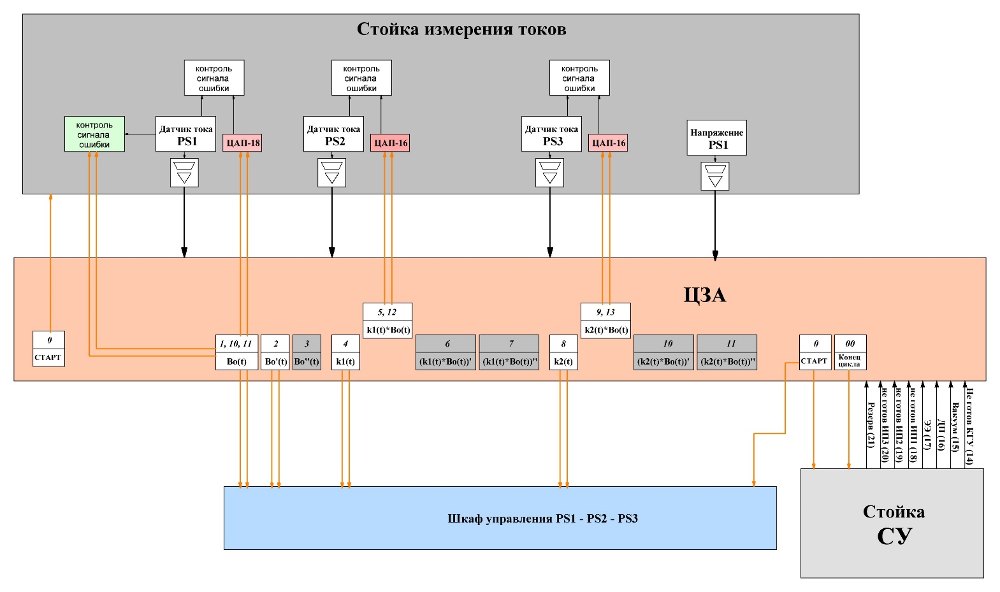 Стойка измерения токов
контроль
сигнала
ошибки
контроль
сигнала
ошибки
контроль
сигнала
ошибки
контроль
сигнала
ошибки
Датчик тока
PS1
ЦАП-18
Датчик тока
PS2
ЦАП-16
Датчик тока
PS3
ЦАП-16
Напряжение
PS1
ЦЗА
0
СТАРТ
1, 10, 11
Bo(t)
2
Bo'(t)
3
Bo"(t)
4
k1(t)
5, 12
k1(t)*Bo(t)
6
(k1(t)*Bo(t))'
7
(k1(t)*Bo(t))"
8
k2(t)
9, 13
k2(t)*Bo(t)
10
(k2(t)*Bo(t))'
11
(k2(t)*Bo(t))"
0
СТАРТ
00
Конец
цикла
Резерв (21)
не готов ИП3 (20)
не готов ИП2 (19)
не готов ИП1 (18)
ЭЭ (17)
ДП (16)
Вакуум (15)
Не готов КГУ (14)
Шкаф управления PS1 - PS2 - PS3
Стойка
СУ